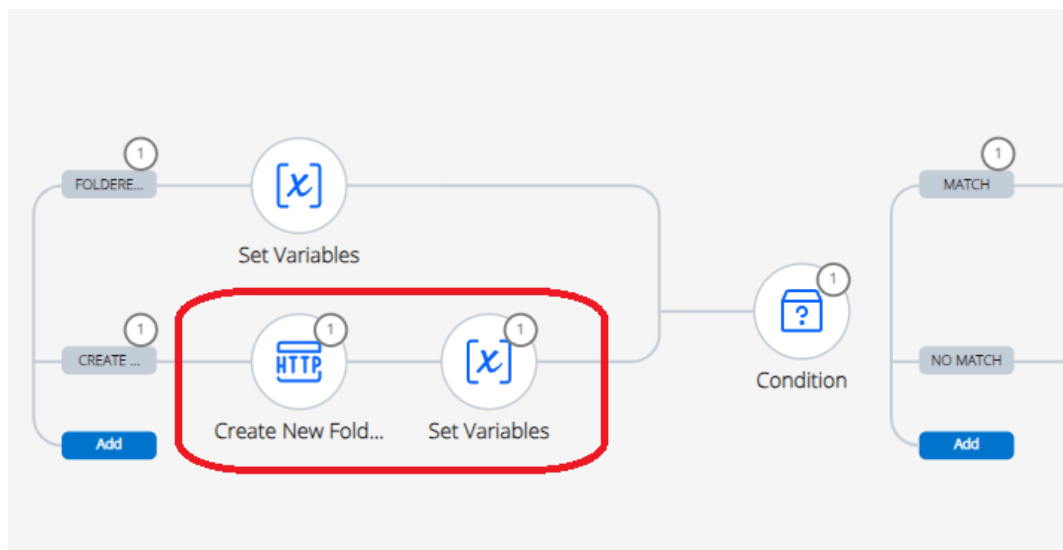 1
1
FOLDERE...
[x]
MATCH
Set Variables
1
1
1
1
?
CREATE ...
HTTP
[x]
NO MATCH
Condition
Create New Fold...
Set Variables
Add
Add